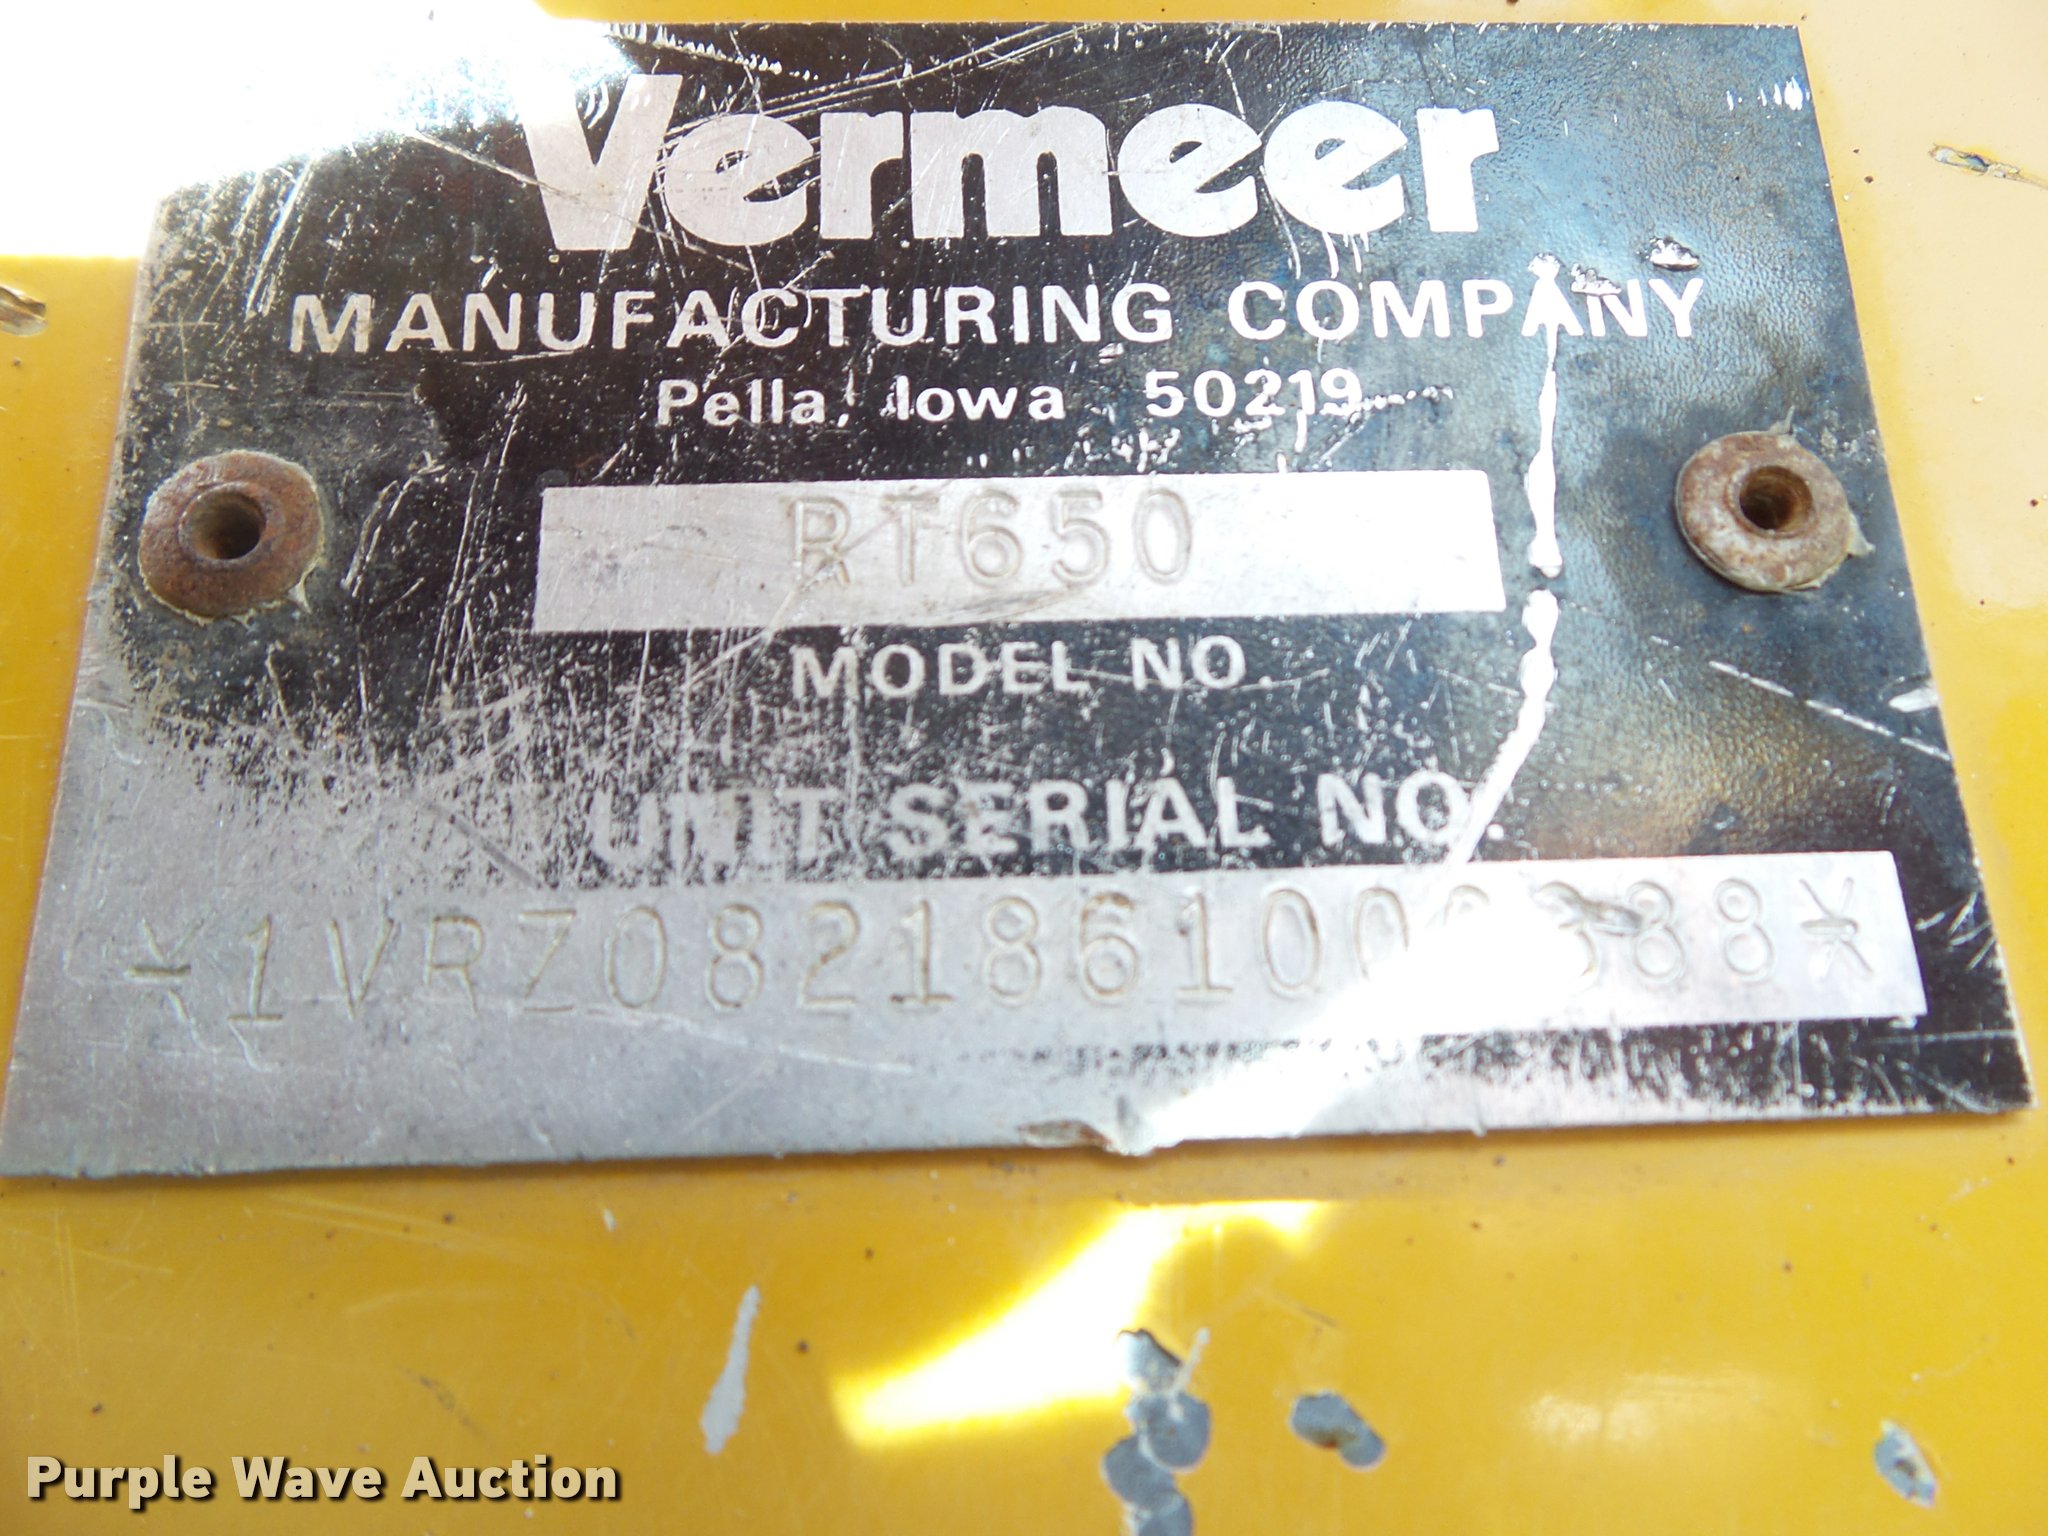 Vermeer
MANUFACTURING COMPANY
Pella, Iowa 50219
RT650
MODEL NO.
UNIT SERIAL NO.
Purple Wave Auction